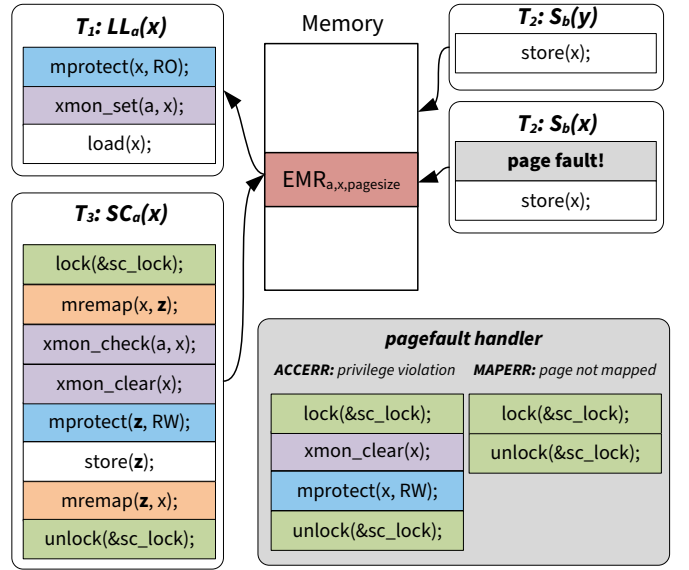 T₁: LLₐ(x)
mprotect(x, RO);
xmon_set(a, x);
load(x);
T₃: SCₐ(x)
lock(&sc_lock);
mremap(x, z);
xmon_check(a, x);
xmon_clear(x);
mprotect(z, RW);
store(z);
mremap(z, x);
unlock(&sc_lock);
Memory
EMRa,x,pagesize
T₂: Sb(y)
store(x);
T₂: Sb(x)
page fault!
store(x);
pagefault handler
ACCERR: privilege violation
lock(&sc_lock);
xmon_clear(x);
mprotect(x, RW);
unlock(&sc_lock);
MAPERR: page not mapped
lock(&sc_lock);
unlock(&sc_lock);